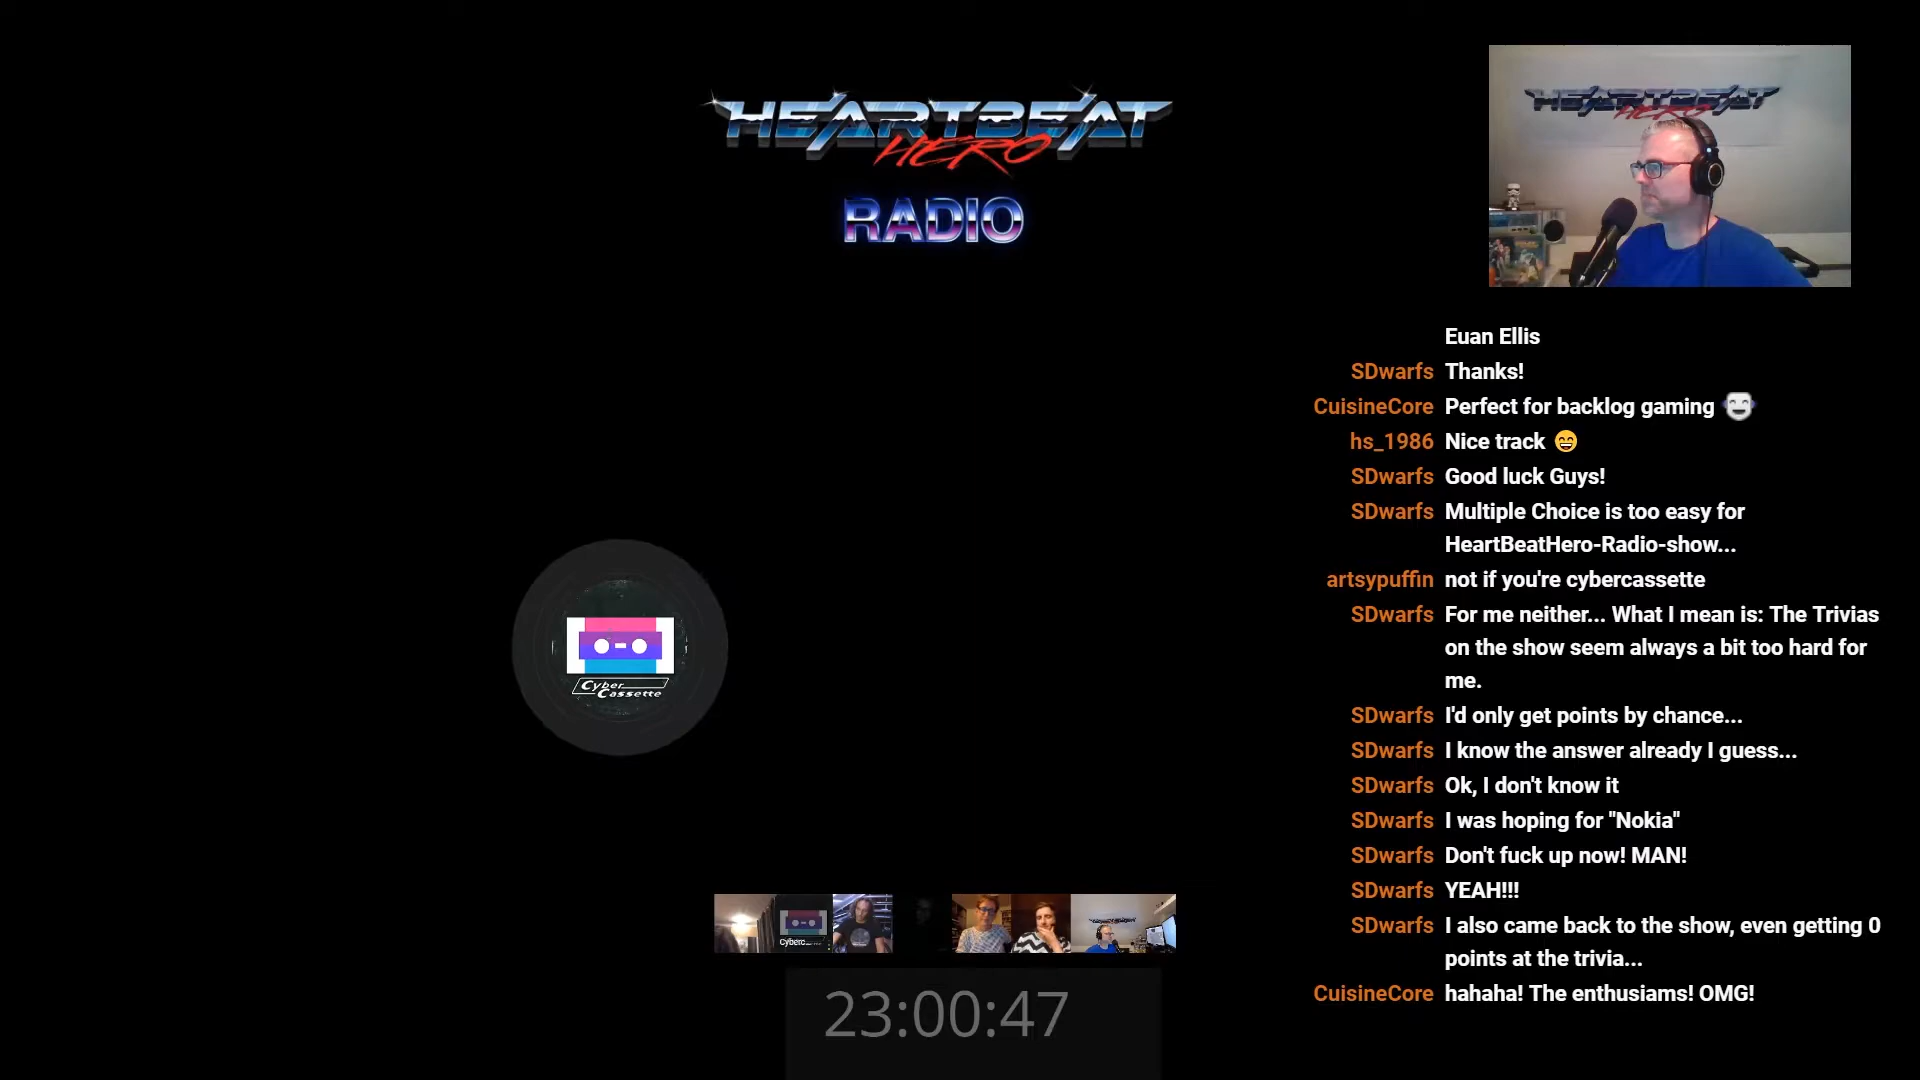 HEARTBEAT
HERO
RADIO
HEARTBEAT
HERO
Euan Ellis
SDwarfs Thanks!
CuisineCore Perfect for backlog gaming
hs_1986 Nice track 😄
SDwarfs Good luck Guys!
SDwarfs Multiple Choice is too easy for
HeartBeatHero-Radio-show...
artsypuffin not if you're cybercassette
SDwarfs For me neither... What I mean is: The Trivias
on the show seem always a bit too hard for
me.
SDwarfs I'd only get points by chance...
SDwarfs I know the answer already I guess...
SDwarfs Ok, I don't know it
SDwarfs I was hoping for "Nokia"
SDwarfs Don't fuck up now! MAN!
SDwarfs YEAH!!!
SDwarfs I also came back to the show, even getting 0
points at the trivia...
CuisineCore hahaha! The enthusiams! OMG!
Cyber
Cassette
Cyberc...
23:00:47